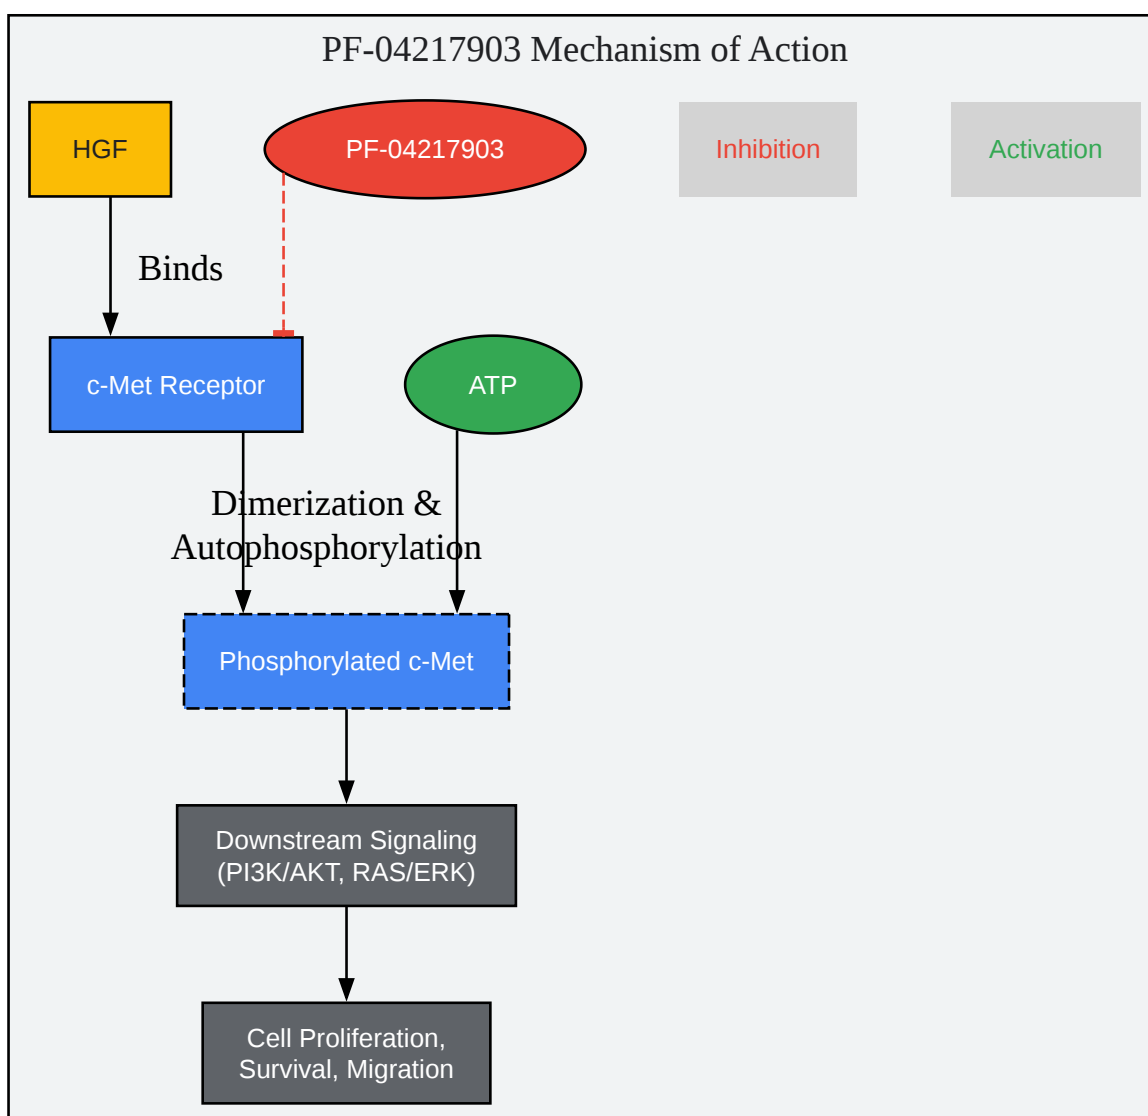 PF-04217903 Mechanism of Action
HGF
PF-04217903
Inhibition
Activation
Binds
c-Met Receptor
ATP
Dimerization &
Autophosphorylation
Phosphorylated c-Met
Downstream Signaling
(PI3K/AKT, RAS/ERK)
Cell Proliferation,
Survival, Migration